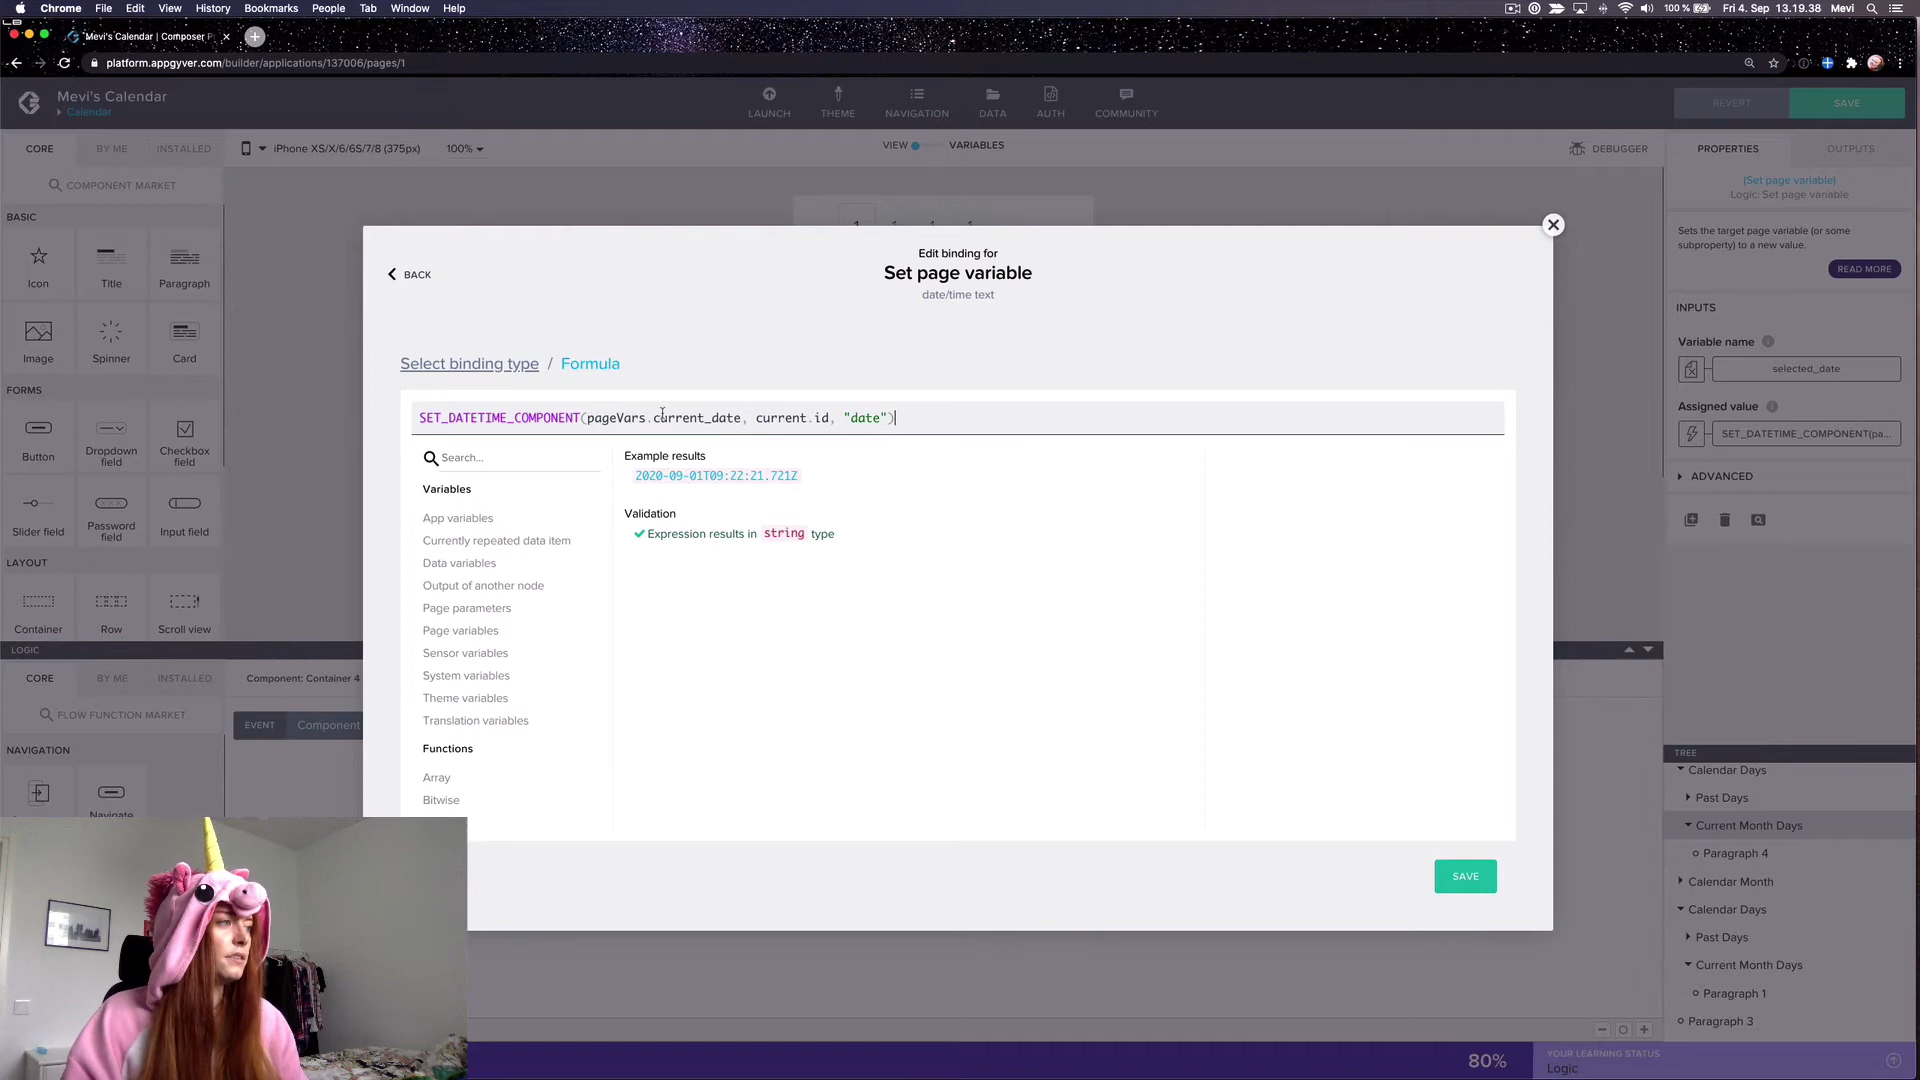 Chrome File Edit View History Bookmarks People Tab Window Help 100 % Fri 4. Sep 13.19.38 Mevi
Mevi's Calendar | Composer P
platform.appgyver.com/builder/applications/137006/pages/1
Mevi's Calendar
Calendar
LAUNCH THEME NAVIGATION DATA AUTH COMMUNITY
REVERT SAVE
CORE BY ME INSTALLED
iPhone XS/X/6/6S/7/8 (375px) 100%
VIEW VARIABLES
DEBUGGER
PROPERTIES OUTPUTS
COMPONENT MARKET
(Set page variable)
Logic: Set page variable
BASIC
Sets the target page variable (or some
subproperty) to a new value.
READ MORE
Icon Title Paragraph
Image Spinner Card
FORMS
Button Dropdown
field Checkbox
field
Slider field Password
field Input field
LAYOUT
Container Row Scroll view
INPUTS
Variable name
selected_date
Assigned value
SET_DATETIME_COMPONENT(pa...
ADVANCED
BACK
Edit binding for
Set page variable
date/time text
Select binding type / Formula
SET_DATETIME_COMPONENT(pageVars.current_date, current.id, "date")
Search...
Variables
App variables
Currently repeated data item
Data variables
Output of another node
Page parameters
Page variables
Sensor variables
System variables
Theme variables
Translation variables
Functions
Array
Bitwise
Example results
2020-09-01T09:22:21.721Z
Validation
Expression results in string type
SAVE
LOGIC
CORE BY ME INSTALLED
Component: Container 4
FLOW FUNCTION MARKET
EVENT Component
NAVIGATION
Navigate
TREE
Calendar Days
Past Days
Current Month Days
Paragraph 4
Calendar Month
Calendar Days
Past Days
Current Month Days
Paragraph 1
Paragraph 3
80%
YOUR LEARNING STATUS
Logic